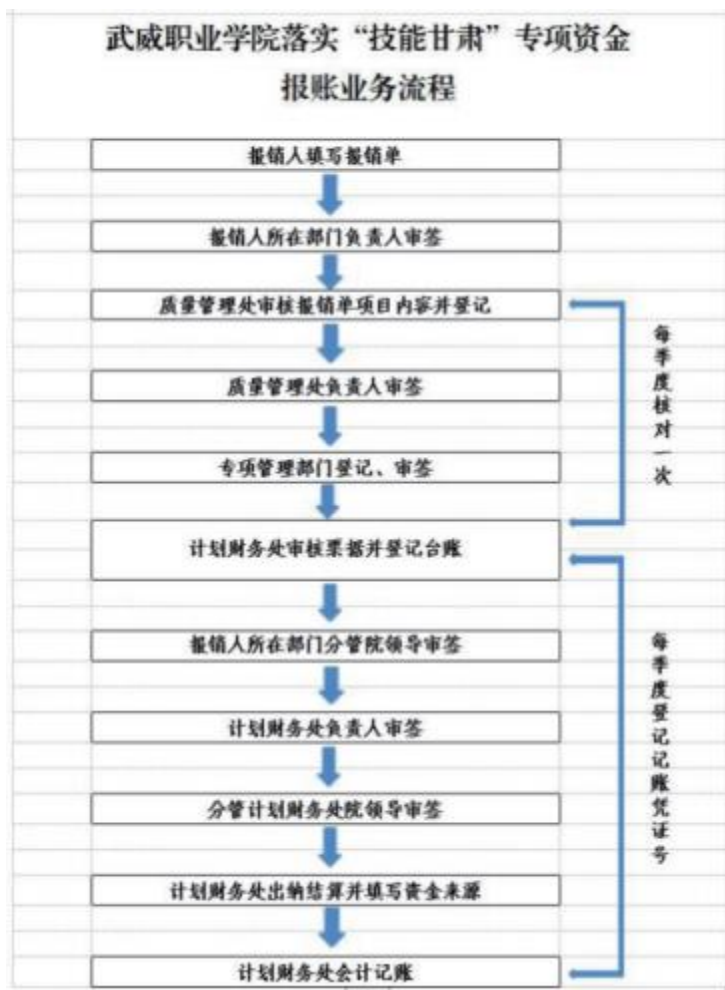 武威职业学院落实“技能甘肃”专项资金
报账业务流程
报销人填写报销单
报销人所在部门负责人审签
质量管理处审核报销单项目内容并登记
质量管理处负责人审签
专项管理部门登记、审签
计划财务处审核票据并登记台账
报销人所在部门分管院领导审签
计划财务处负责人审签
分管计划财务处院领导审签
计划财务处出纳结算并填写资金来源
计划财务处会计记账
每季度核对一次
每季度登记记账凭证号